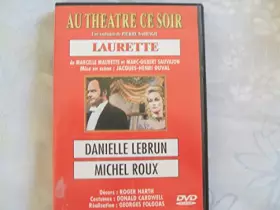 AU THEATRE CE SOIR
Une réalisation de PIERRE SABBAGH
LAURETTE
de MARCELLE MAURETTE et MARC-GILBERT SAUVAJON
Mise en scène : JACQUES-HENRI DUVAL
DANIELLE LEBRUN
MICHEL ROUX
Décors : ROGER HARTH
Costumes : DONALD CARDWELL
Réalisation : GEORGES FOLGOAS
DVD